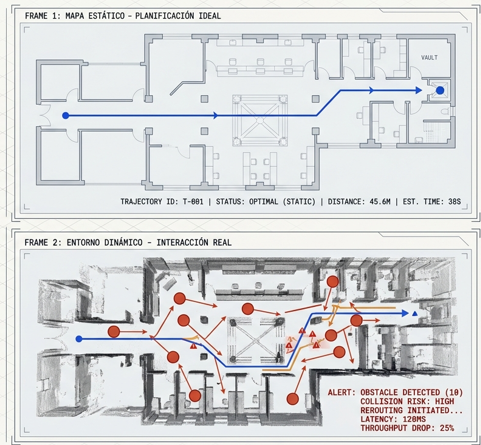 FRAME 1: MAPA ESTÁTICO - PLANIFICACIÓN IDEAL
VAULT
TRAJECTORY ID: T-001 | STATUS: OPTIMAL (STATIC) | DISTANCE: 45.6M | EST. TIME: 38S
FRAME 2: ENTORNO DINÁMICO - INTERACCIÓN REAL
ALERT: OBSTACLE DETECTED (10)
COLLISION RISK: HIGH
REROUTING INITIATED...
LATENCY: 120MS
THROUGHPUT DROP: 25%